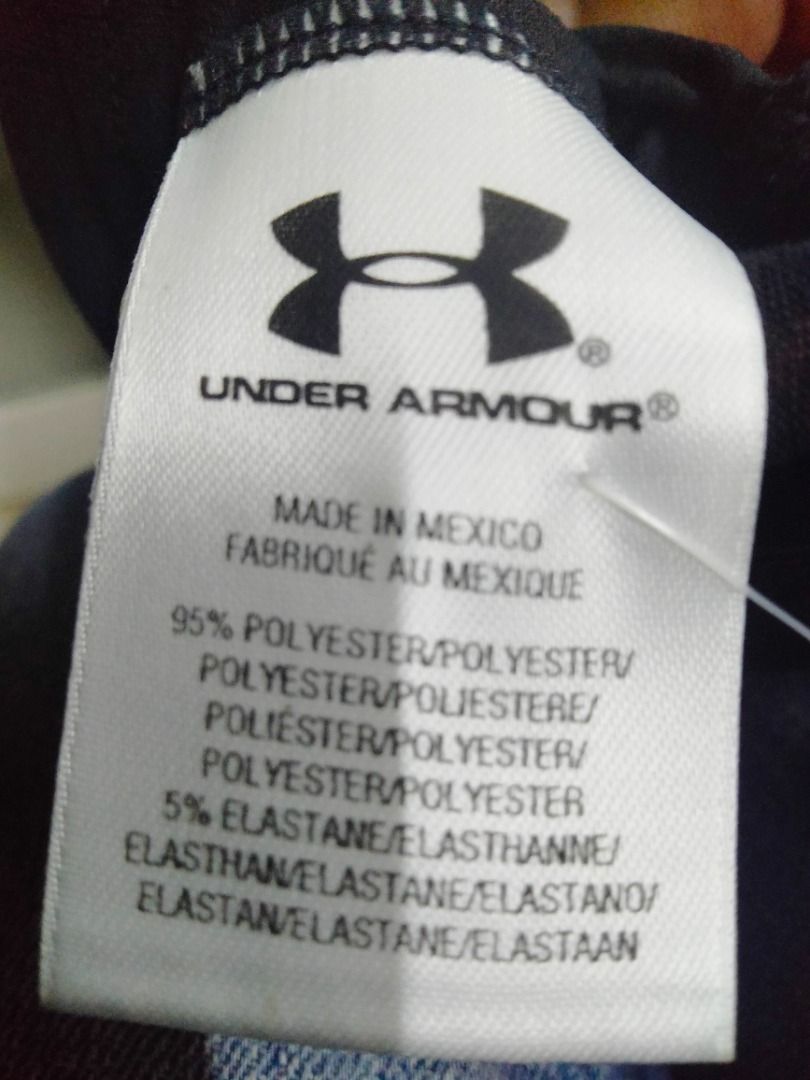 ®
UNDER ARMOUR®
MADE IN MEXICO
FABRIQUÉ AU MEXIQUE
95% POLYESTER/POLYESTER/
POLYESTER/POLIESTERE/
POLIÉSTER/POLYESTER/
POLYESTER/POLYESTER
5% ELASTANE/ELASTHANNE/
ELASTHAN/ELASTANE/ELASTANO/
ELASTAN/ELASTANE/ELASTAAN